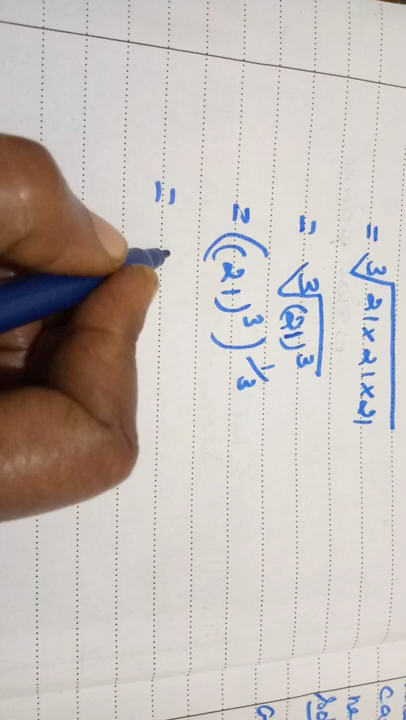 = ∛(21×21×21)
= ∛((21)³)
= ((21)³)^1/3
=